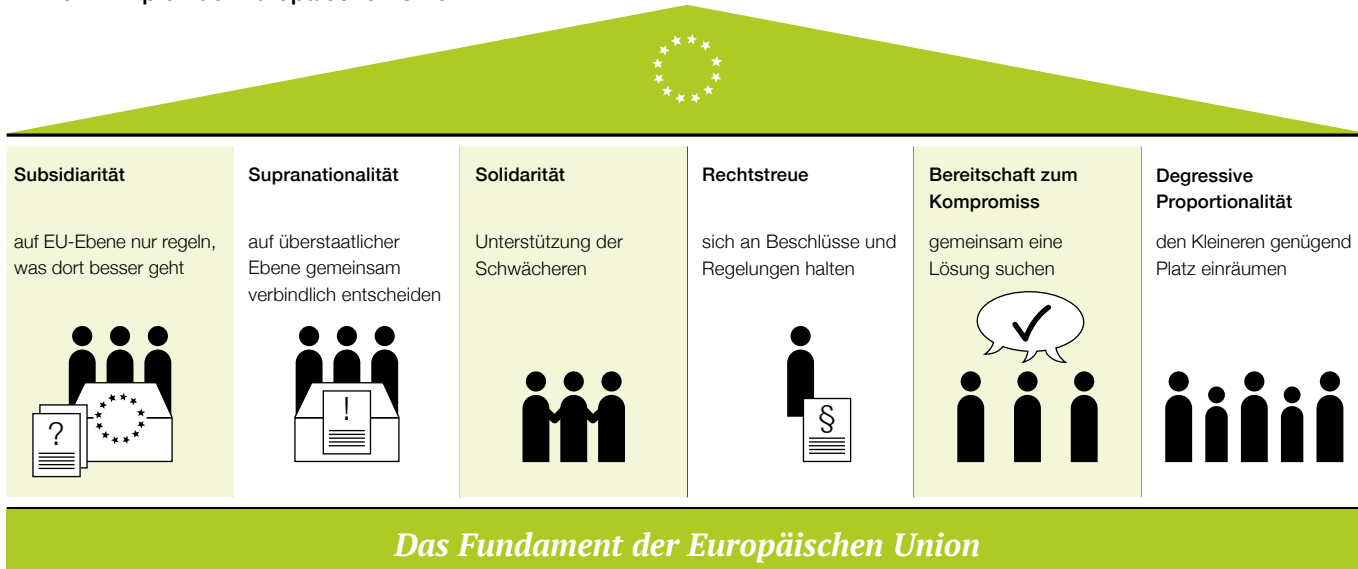 der Europäischen
Subsidiarität
auf EU-Ebene nur regeln,
was dort besser geht
?
Supranationalität
auf überstaatlicher
Ebene gemeinsam
verbindlich entscheiden
!
Solidarität
Unterstützung der
Schwächeren
Rechtstreue
sich an Beschlüsse und
Regelungen halten
§
Bereitschaft zum
Kompromiss
gemeinsam eine
Lösung suchen
Degressive
Proportionalität
den Kleineren genügend
Platz einräumen
Das Fundament der Europäischen Union